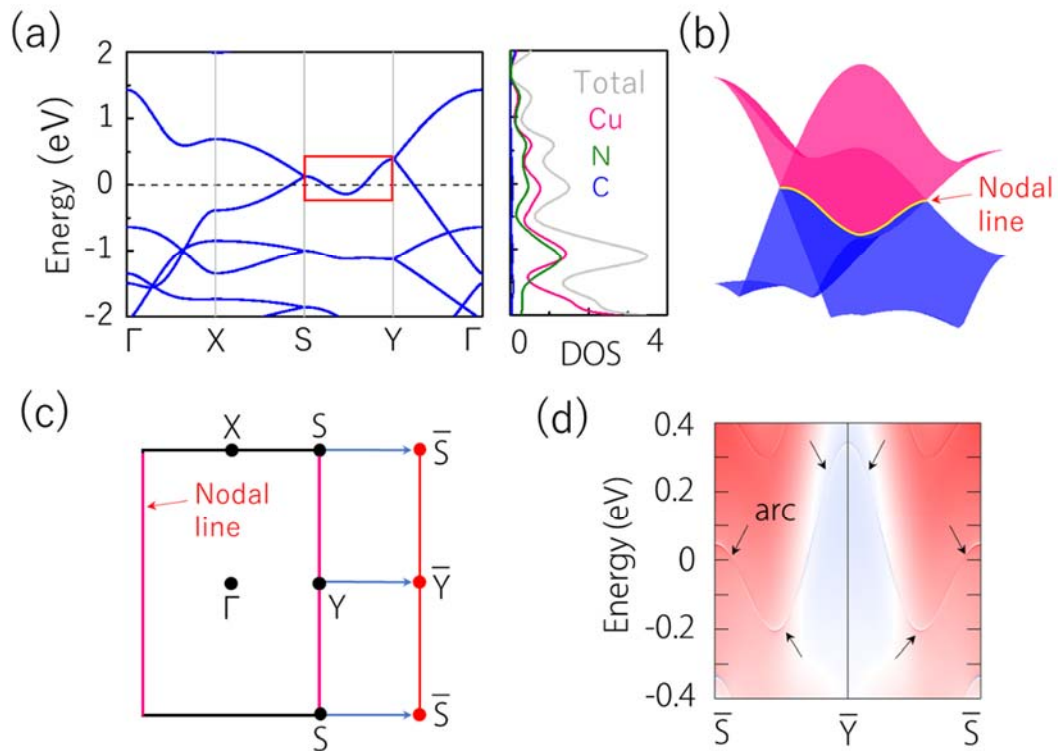 (a)
2
1
0
-1
-2
Energy (eV)
Γ X S Y Γ
Total
Cu
N
C
0 4
DOS
(b)
Nodal
line
(c)
X S S̅
Nodal
line
Γ Y Y̅
S S̅
(d)
0.4
0.2
0
-0.2
-0.4
Energy (eV)
arc
S̅ Y̅ S̅